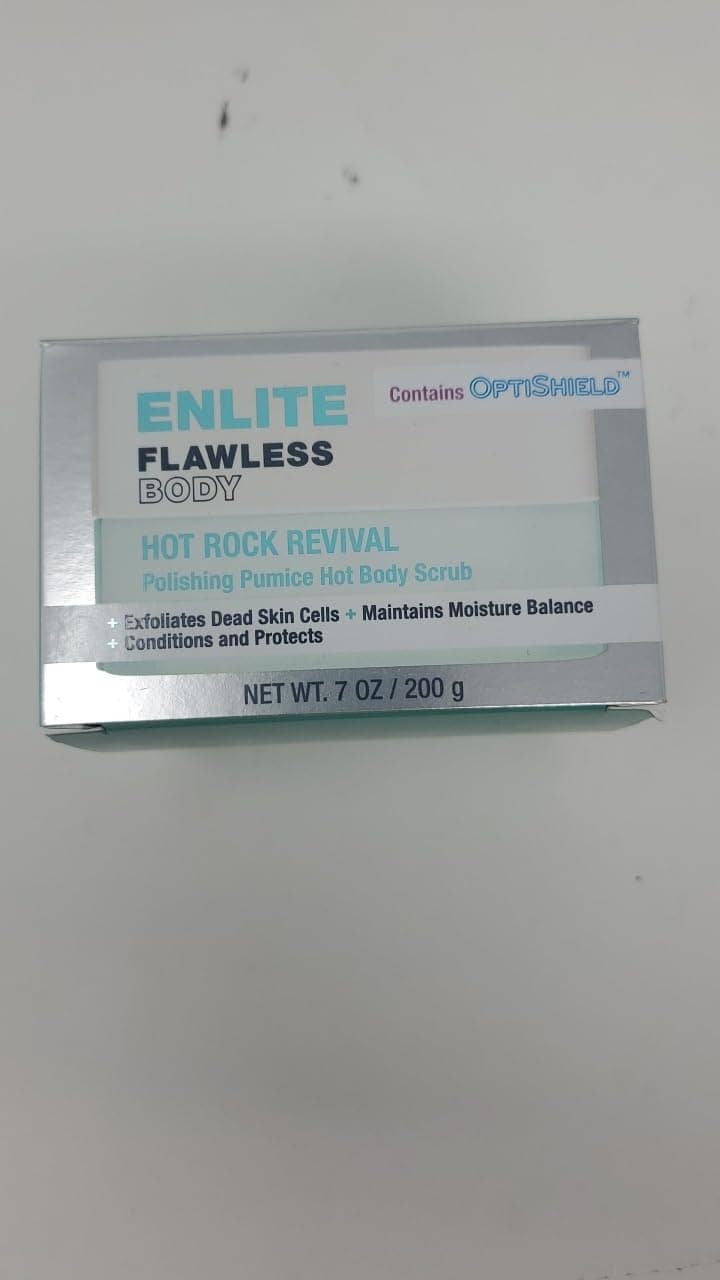 ENLITE
Contains OPTISHIELD™
FLAWLESS
BODY
HOT ROCK REVIVAL
Polishing Pumice Hot Body Scrub
+ Exfoliates Dead Skin Cells + Maintains Moisture Balance
+ Conditions and Protects
NET WT. 7 OZ / 200 g